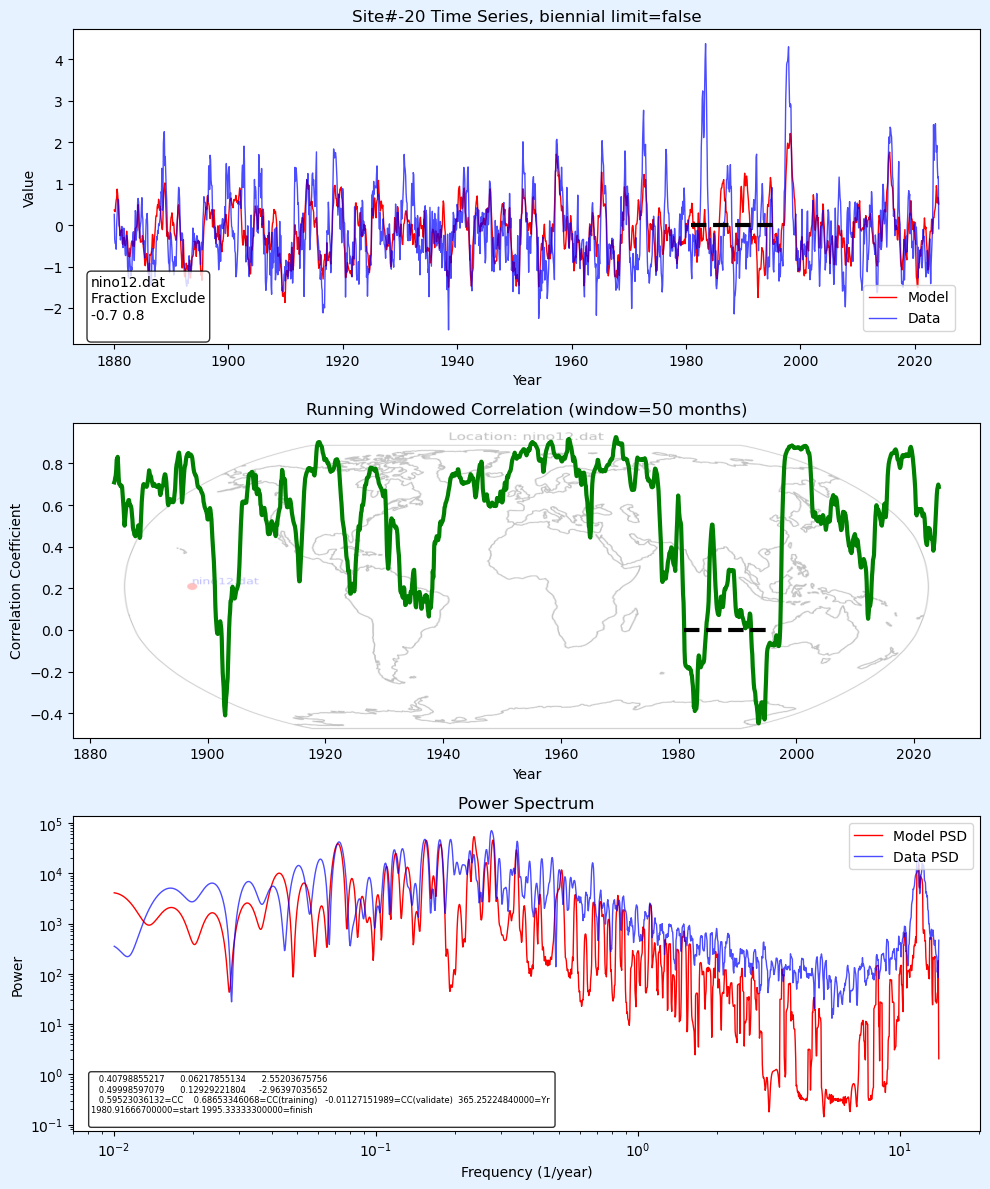 Site#-20 Time Series, biennial limit=false
Value
4
3
2
1
0
−1
−2
nino12.dat
Fraction Exclude
-0.7 0.8
Model
Data
1880 1900 1920 1940 1960 1980 2000 2020
Year
Running Windowed Correlation (window=50 months)
Location: nino12.dat
Correlation Coefficient
0.8
0.6
0.4
0.2
0.0
−0.2
−0.4
nino12.dat
1880 1900 1920 1940 1960 1980 2000 2020
Year
Power Spectrum
Power
10^5
10^4
10^3
10^2
10^1
10^0
10^−1
Model PSD
Data PSD
0.40798855217 0.06217855134 2.55203675756
0.49998597079 0.12929221804 -2.96397035652
0.59523036132=CC 0.68653346068=CC(training) -0.01127151989=CC(validate) 365.25224840000=Yr
1980.91666700000=start 1995.33333300000=finish
10^−2 10^−1 10^0 10^1
Frequency (1/year)